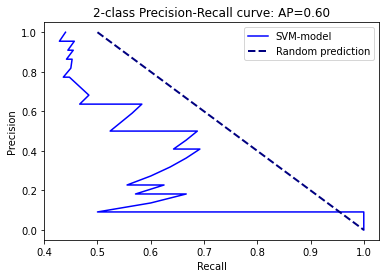 2-class Precision-Recall curve: AP=0.60
SVM-model
Random prediction
Precision
1.0
0.8
0.6
0.4
0.2
0.0
0.4 0.5 0.6 0.7 0.8 0.9 1.0
Recall